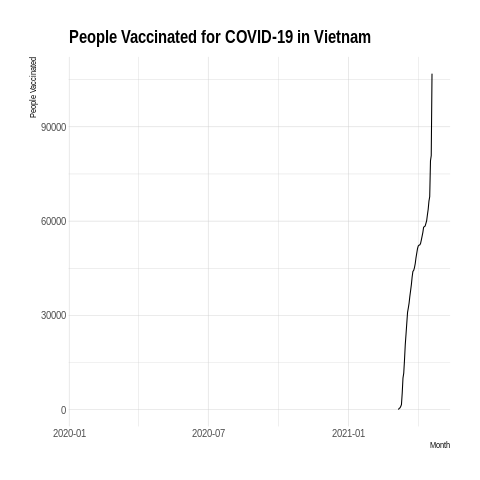 People Vaccinated for COVID-19 in Vietnam
People Vaccinated
90000
60000
30000
0
2020-01 2020-07 2021-01
Month